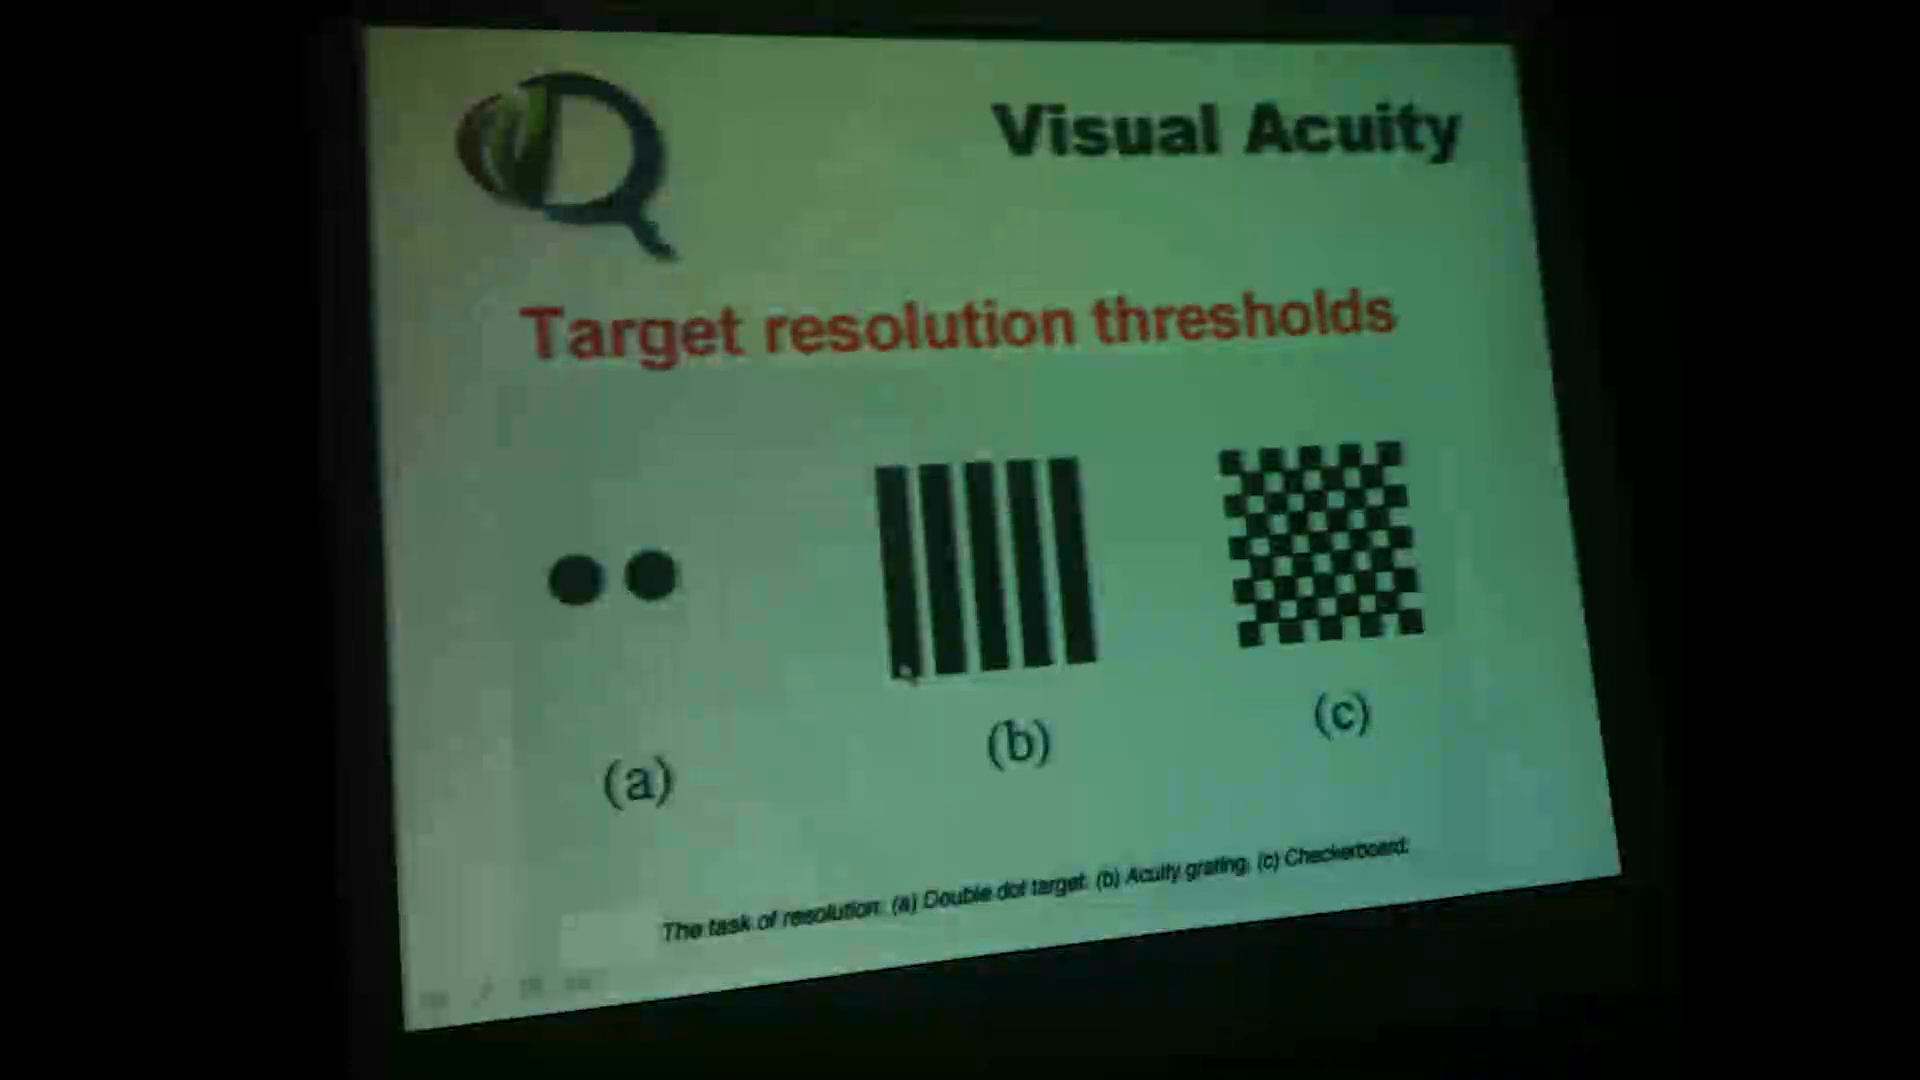 Visual Acuity
Target resolution thresholds
(a)
(b)
(c)
The task of resolution. (a) Double dot target. (b) Acuity grating. (c) Checkerboard.